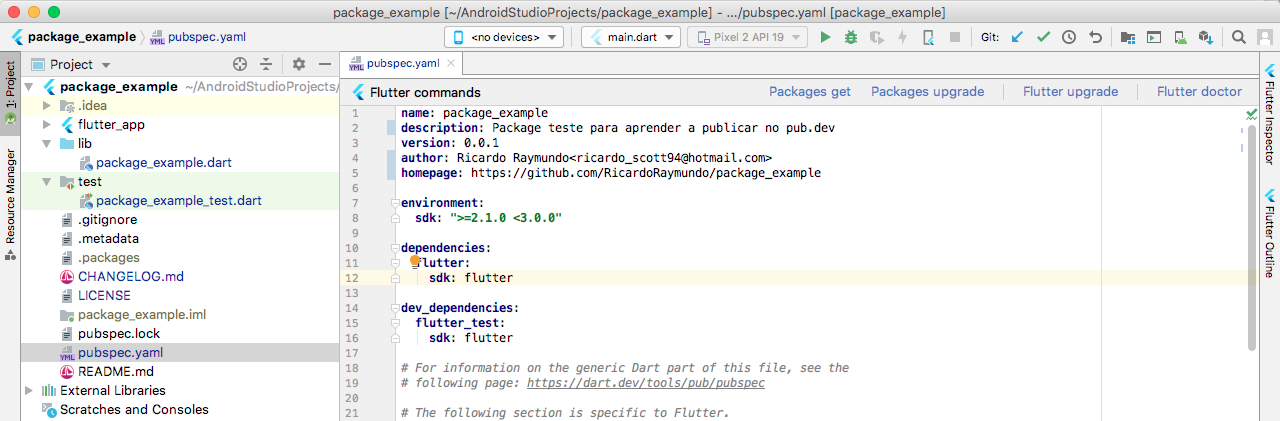 package_example [~/AndroidStudioProjects/package_example] - .../pubspec.yaml [package_example]
package_example pubspec.yaml <no devices> main.dart Pixel 2 API 19 Git:
Project
package_example ~/AndroidStudioProjects/
.idea
flutter_app
lib
package_example.dart
test
package_example_test.dart
.gitignore
.metadata
.packages
CHANGELOG.md
LICENSE
package_example.iml
pubspec.lock
pubspec.yaml
README.md
External Libraries
Scratches and Consoles
1: Project
Resource Manager
pubspec.yaml
Flutter commands Packages get Packages upgrade Flutter upgrade Flutter doctor
1 name: package_example
2 description: Package teste para aprender a publicar no pub.dev
3 version: 0.0.1
4 author: Ricardo Raymundo<ricardo_scott94@hotmail.com>
5 homepage: https://github.com/RicardoRaymundo/package_example
6
7 environment:
8 sdk: ">=2.1.0 <3.0.0"
9
10 dependencies:
11 flutter:
12 sdk: flutter
13
14 dev_dependencies:
15 flutter_test:
16 sdk: flutter
17
18 # For information on the generic Dart part of this file, see the
19 # following page: https://dart.dev/tools/pub/pubspec
20
21 # The following section is specific to Flutter.
Flutter Inspector
Flutter Outline